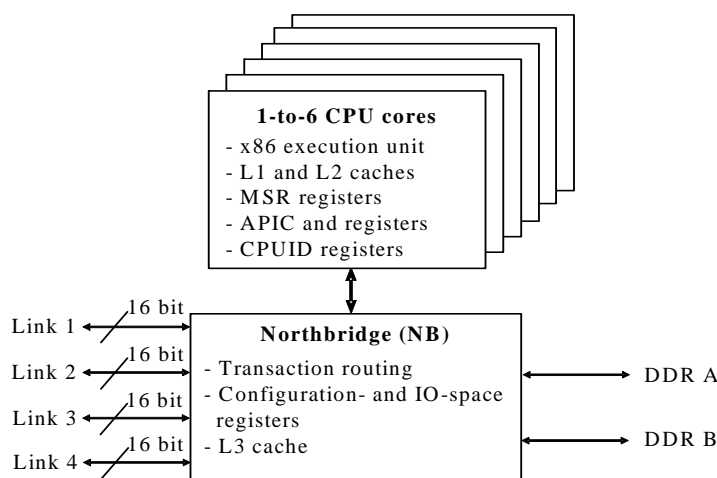 1-to-6 CPU cores
- x86 execution unit
- L1 and L2 caches
- MSR registers
- APIC and registers
- CPUID registers
Link 1
16 bit
Link 2
16 bit
Link 3
16 bit
Link 4
16 bit
Northbridge (NB)
- Transaction routing
- Configuration- and IO-space
registers
- L3 cache
DDR A
DDR B